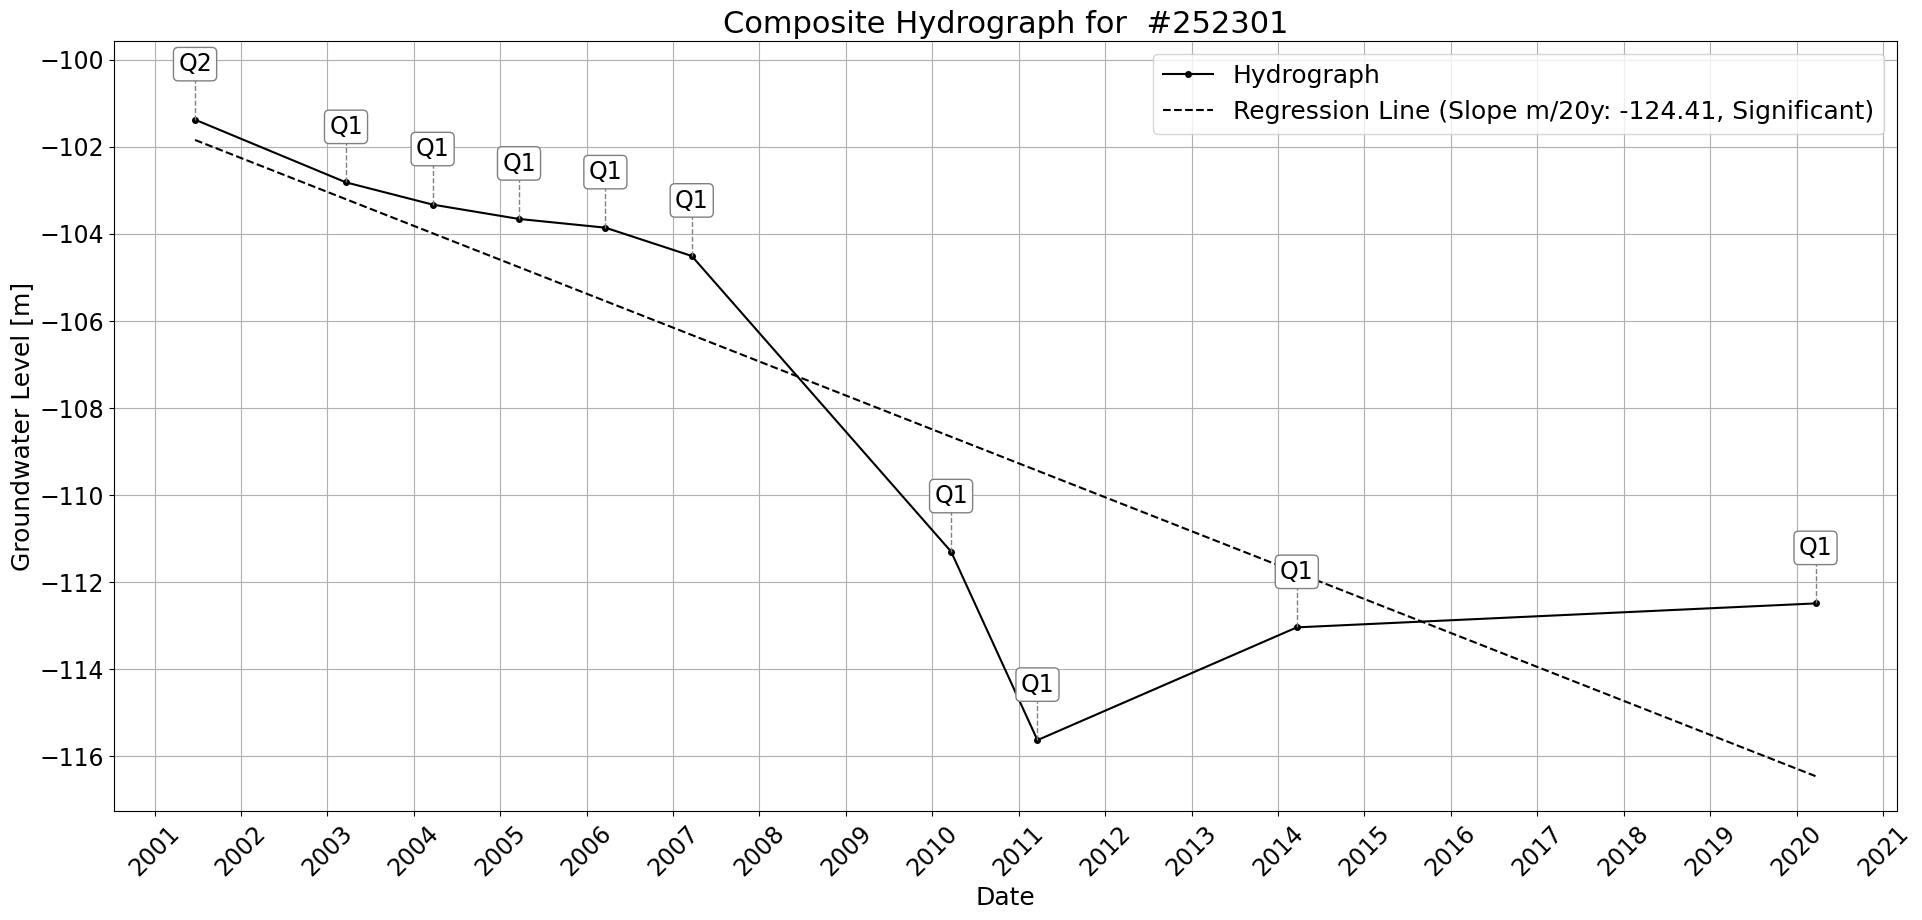 Composite Hydrograph for  #252301
Hydrograph
Regression Line (Slope m/20y: -124.41, Significant)
Groundwater Level [m]
−100
−102
−104
−106
−108
−110
−112
−114
−116
Q2
Q1
Q1
Q1
Q1
Q1
Q1
Q1
Q1
Q1
2001
2002
2003
2004
2005
2006
2007
2008
2009
2010
2011
2012
2013
2014
2015
2016
2017
2018
2019
2020
2021
Date